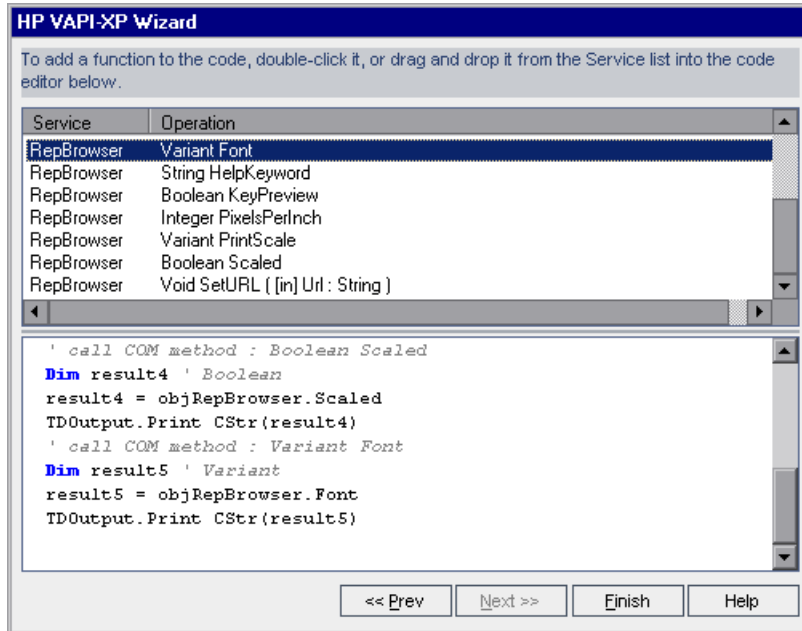 HP VAPI-XP Wizard
To add a function to the code, double-click it, or drag and drop it from the Service list into the code
editor below.
Service Operation
RepBrowser Variant Font
RepBrowser String HelpKeyword
RepBrowser Boolean KeyPreview
RepBrowser Integer PixelsPerInch
RepBrowser Variant PrintScale
RepBrowser Boolean Scaled
RepBrowser Void SetURL ( [in] Url : String )
' call COM method : Boolean Scaled
Dim result4 ' Boolean
result4 = objRepBrowser.Scaled
TDOutput.Print CStr(result4)
' call COM method : Variant Font
Dim result5 ' Variant
result5 = objRepBrowser.Font
TDOutput.Print CStr(result5)
<< Prev Next >> Finish Help